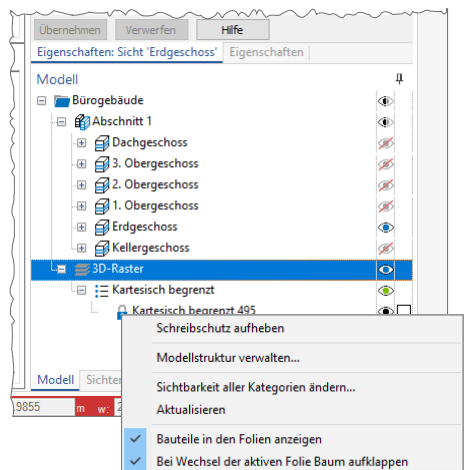 Übernehmen Verwerfen Hilfe
Eigenschaften: Sicht 'Erdgeschoss' Eigenschaften
Modell
Bürogebäude
Abschnitt 1
Dachgeschoss
3. Obergeschoss
2. Obergeschoss
1. Obergeschoss
Erdgeschoss
Kellergeschoss
3D-Raster
Kartesisch begrenzt
Kartesisch begrenzt 495
Schreibschutz aufheben
Modellstruktur verwalten...
Sichtbarkeit aller Kategorien ändern...
Aktualisieren
Bauteile in den Folien anzeigen
Bei Wechsel der aktiven Folie Baum aufklappen
Modell Sichten
9855 m w: 2